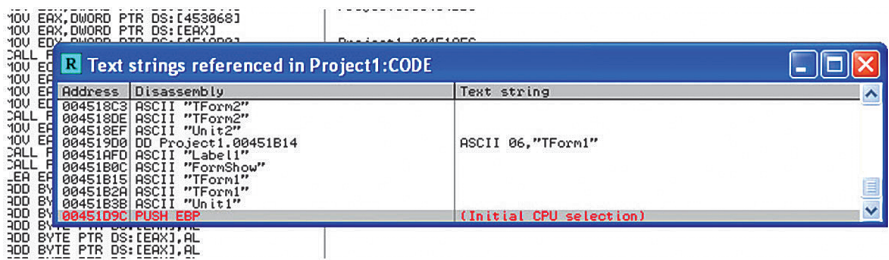 MOV EAX,DWORD PTR DS:[453068]
MOV EAX,DWORD PTR DS:[EAX]
R Text strings referenced in Project1:CODE
Address Disassembly Text string
004518C3 ASCII "TForm2"
004518DE ASCII "TForm2"
004518EF ASCII "Unit2"
004519D0 DD Project1.00451B14 ASCII 06,"TForm1"
00451AFD ASCII "Label1"
00451B0C ASCII "FormShow"
00451B15 ASCII "TForm1"
00451B2A ASCII "TForm1"
00451B3B ASCII "Unit1"
00451D9C PUSH EBP (Initial CPU selection)
ADD BYTE PTR DS:[EAX],AL
ADD BYTE PTR DS:[EAX],AL
ADD BYTE PTR DS:[EAX],AL